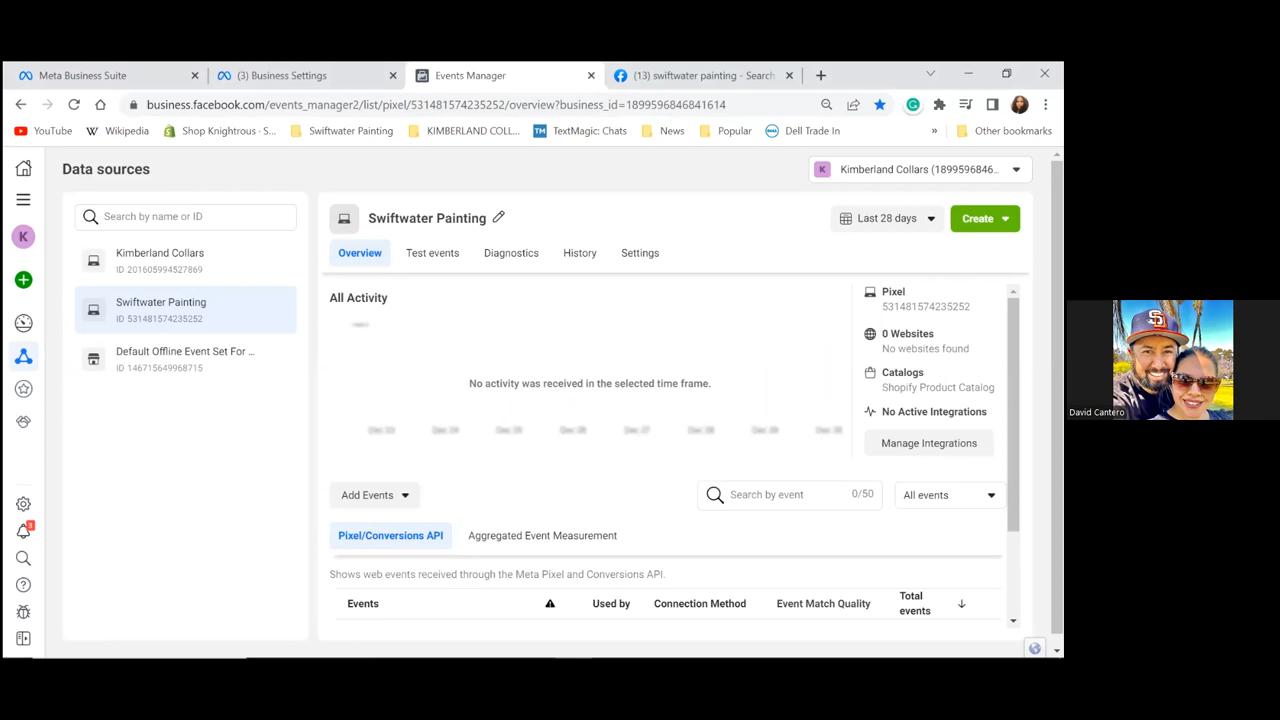 Meta Business Suite
(3) Business Settings
Events Manager
(13) swiftwater painting - Search
business.facebook.com/events_manager2/list/pixel/531481574235252/overview?business_id=1899596846841614
YouTube
Wikipedia
Shop Knightrous - S...
Swiftwater Painting
KIMBERLAND COLL...
TM
TextMagic: Chats
News
Popular
Dell Trade In
»
Other bookmarks
Data sources
K
Kimberland Collars (1899596846...
K
Search by name or ID
Kimberland Collars
ID 201605994527869
Swiftwater Painting
ID 531481574235252
Default Offline Event Set For ...
ID 146715649968715
3
Swiftwater Painting
Last 28 days
Create
Overview
Test events
Diagnostics
History
Settings
All Activity
No activity was received in the selected time frame.
Pixel
531481574235252
0 Websites
No websites found
Catalogs
Shopify Product Catalog
No Active Integrations
Manage Integrations
Add Events
Search by event
0/50
All events
Pixel/Conversions API
Aggregated Event Measurement
Shows web events received through the Meta Pixel and Conversions API.
Events
Used by
Connection Method
Event Match Quality
Total
events
David Cantero